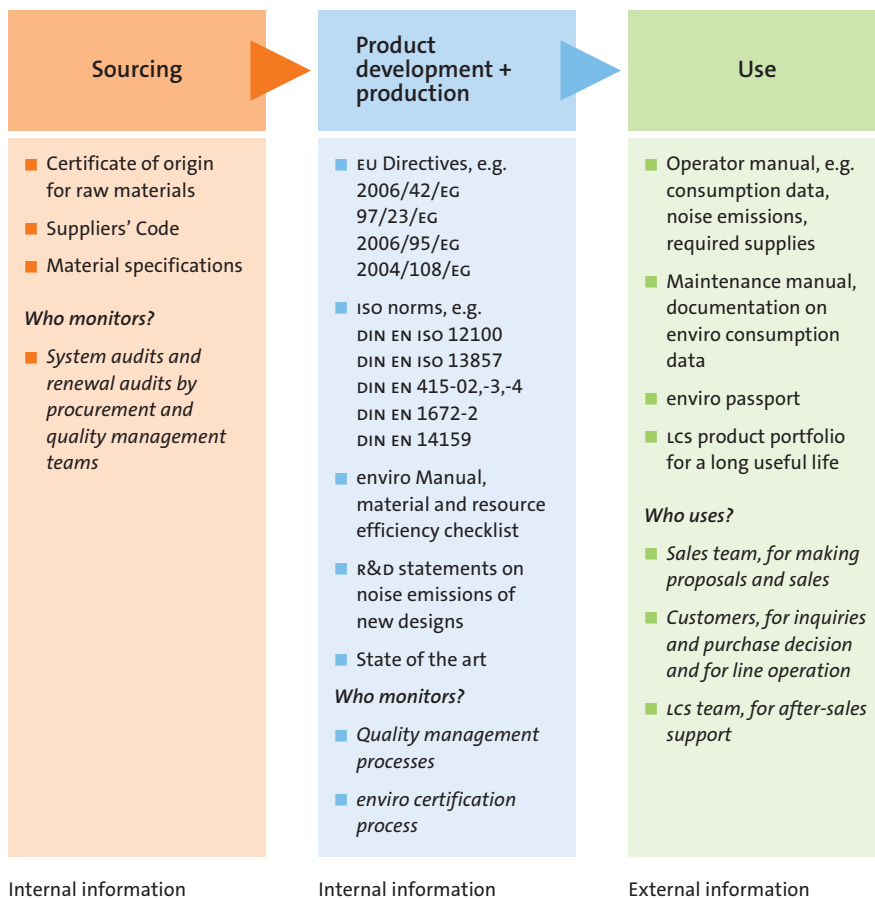 Sourcing
Certificate of origin
for raw materials
Suppliers’ Code
Material specifications
Who monitors?
System audits and
renewal audits by
procurement and
quality management
teams
Internal information
Product
development +
production
EU Directives, e.g.
2006/42/EG
97/23/EG
2006/95/EG
2004/108/EG
ISO norms, e.g.
DIN EN ISO 12100
DIN EN ISO 13857
DIN EN 415-02,-3,-4
DIN EN 1672-2
DIN EN 14159
enviro Manual,
material and resource
efficiency checklist
R&D statements on
noise emissions of
new designs
State of the art
Who monitors?
Quality management
processes
enviro certification
process
Internal information
Use
Operator manual, e.g.
consumption data,
noise emissions,
required supplies
Maintenance manual,
documentation on
enviro consumption
data
enviro passport
LCS product portfolio
for a long useful life
Who uses?
Sales team, for making
proposals and sales
Customers, for inquiries
and purchase decision
and for line operation
LCS team, for after-sales
support
External information